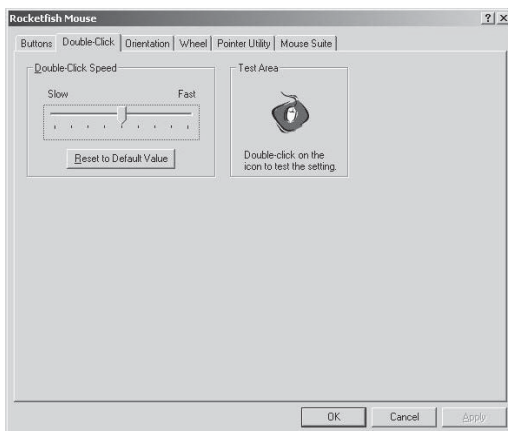 Rocketfish Mouse
Buttons Double-Click Orientation Wheel Pointer Utility Mouse Suite
Double-Click Speed
Slow Fast
Reset to Default Value
Test Area
Double-click on the
icon to test the setting.
OK Cancel Apply